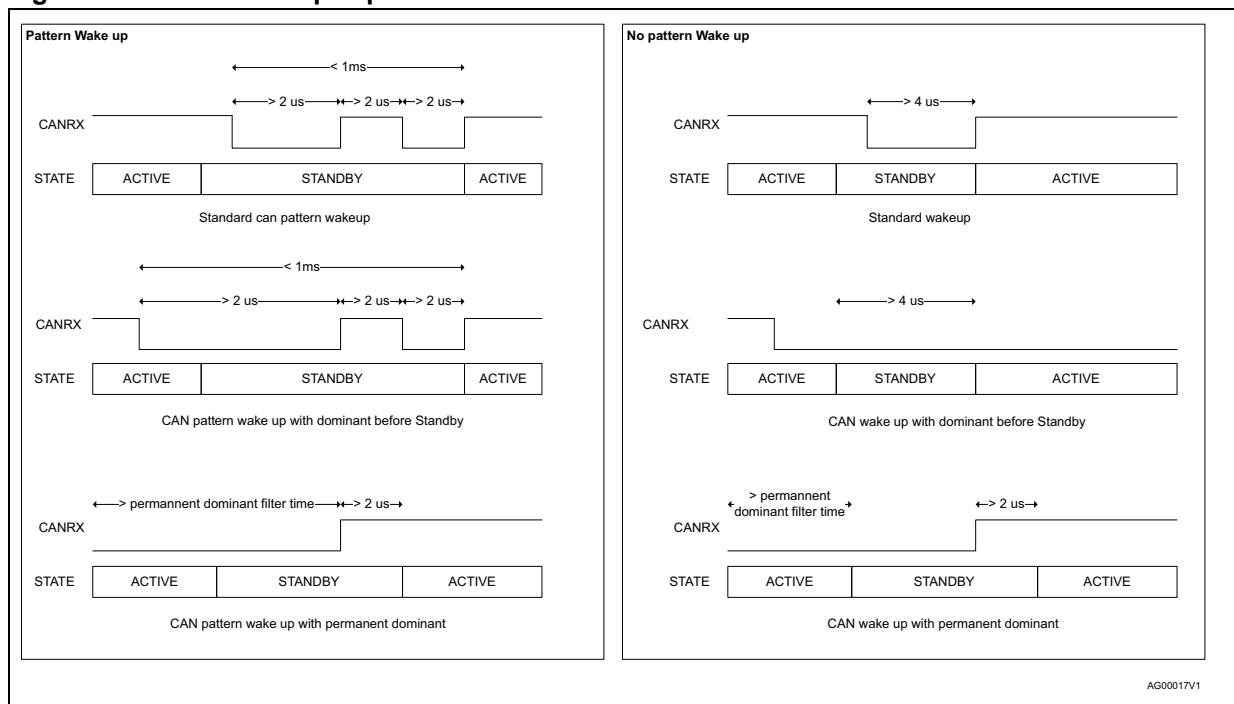 Pattern Wake up
< 1ms
> 2 us > 2 us > 2 us
CANRX
STATE ACTIVE STANDBY ACTIVE
Standard can pattern wakeup
< 1ms
> 2 us > 2 us > 2 us
CANRX
STATE ACTIVE STANDBY ACTIVE
CAN pattern wake up with dominant before Standby
> permannent dominant filter time > 2 us
CANRX
STATE ACTIVE STANDBY ACTIVE
CAN pattern wake up with permanent dominant
No pattern Wake up
> 4 us
CANRX
STATE ACTIVE STANDBY ACTIVE
Standard wakeup
> 4 us
CANRX
STATE ACTIVE STANDBY ACTIVE
CAN wake up with dominant before Standby
> permannent
dominant filter time
> 2 us
CANRX
STATE ACTIVE STANDBY ACTIVE
CAN wake up with permanent dominant
AG00017V1